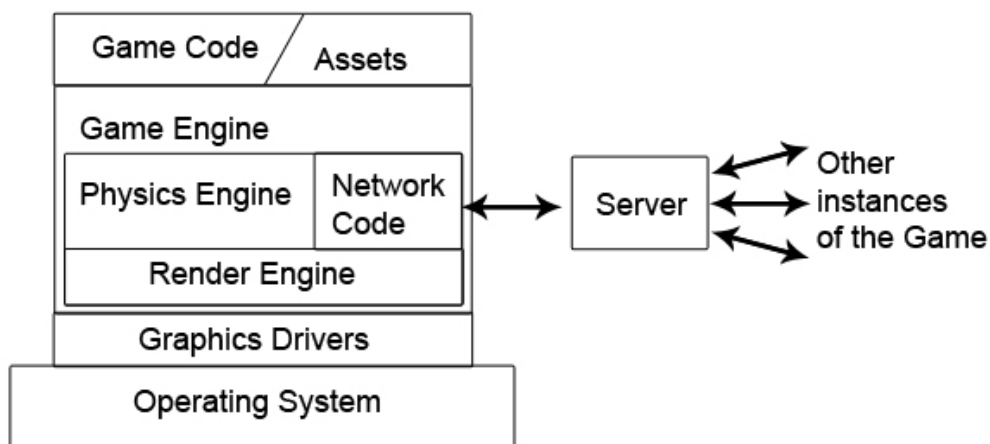 Game Code
Assets
Game Engine
Physics Engine
Network
Code
Render Engine
Graphics Drivers
Operating System
Server
Other
instances
of the Game